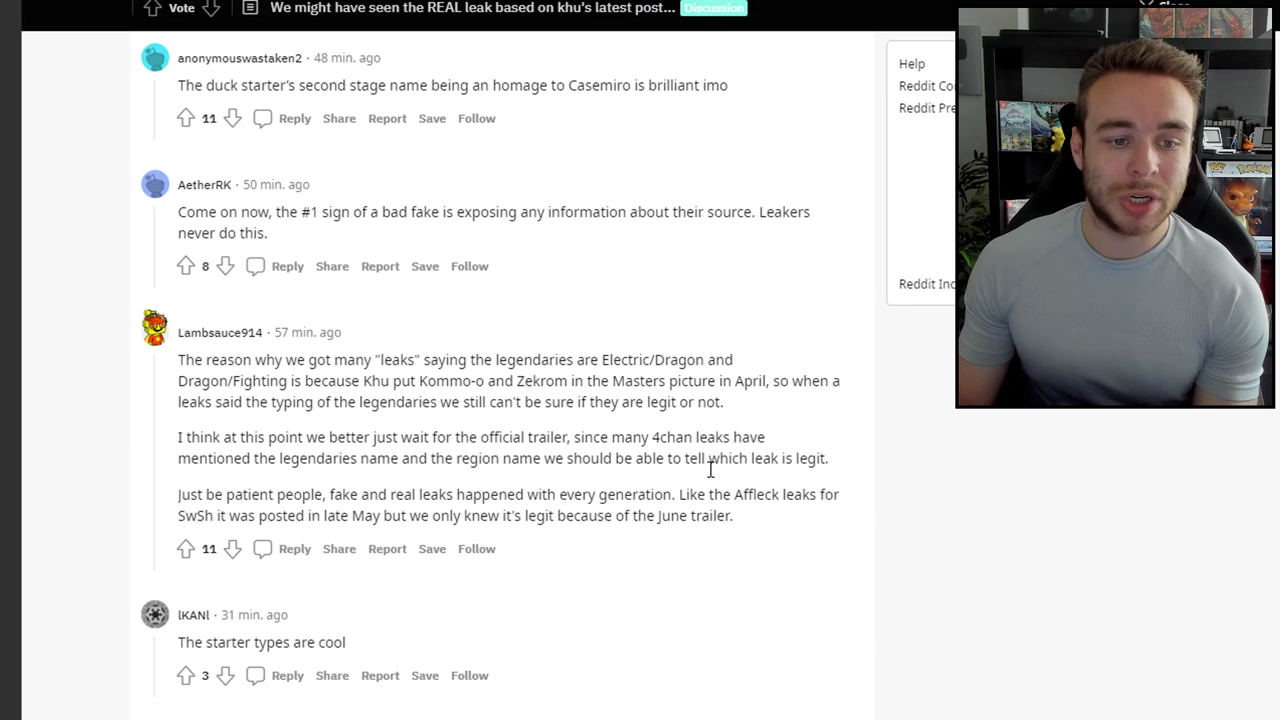 Vote
We might have seen the REAL leak based on khu's latest post...
Discussion
anonymouswastaken2 · 48 min. ago
The duck starter's second stage name being an homage to Casemiro is brilliant imo
11 Reply Share Report Save Follow
AetherRK · 50 min. ago
Come on now, the #1 sign of a bad fake is exposing any information about their source. Leakers
never do this.
8 Reply Share Report Save Follow
Lambsauce914 · 57 min. ago
The reason why we got many "leaks" saying the legendaries are Electric/Dragon and
Dragon/Fighting is because Khu put Kommo-o and Zekrom in the Masters picture in April, so when a
leaks said the typing of the legendaries we still can't be sure if they are legit or not.
I think at this point we better just wait for the official trailer, since many 4chan leaks have
mentioned the legendaries name and the region name we should be able to tell which leak is legit.
Just be patient people, fake and real leaks happened with every generation. Like the Affleck leaks for
SwSh it was posted in late May but we only knew it's legit because of the June trailer.
11 Reply Share Report Save Follow
lKANl · 31 min. ago
The starter types are cool
3 Reply Share Report Save Follow
Help
Reddit Coi
Reddit Pre
Reddit Inc